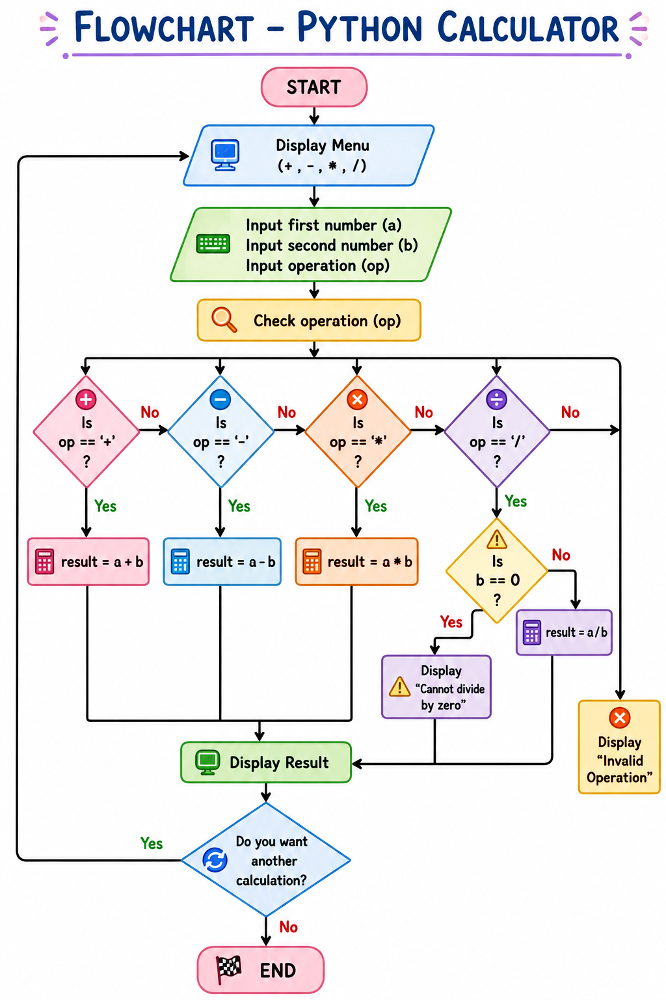 FLOWCHART – PYTHON CALCULATOR
START
Display Menu
(+ , - , * , /)
Input first number (a)
Input second number (b)
Input operation (op)
Check operation (op)
Is
op == ‘+’
?
No
Is
op == ‘-’
?
No
Is
op == ‘*’
?
No
Is
op == ‘/’
?
No
Yes
Yes
Yes
Yes
result = a + b
result = a - b
result = a * b
Is
b == 0
?
No
Yes
result = a / b
Display
“Cannot divide
by zero”
Display
“Invalid
Operation”
Display Result
Do you want
another
calculation?
Yes
No
END